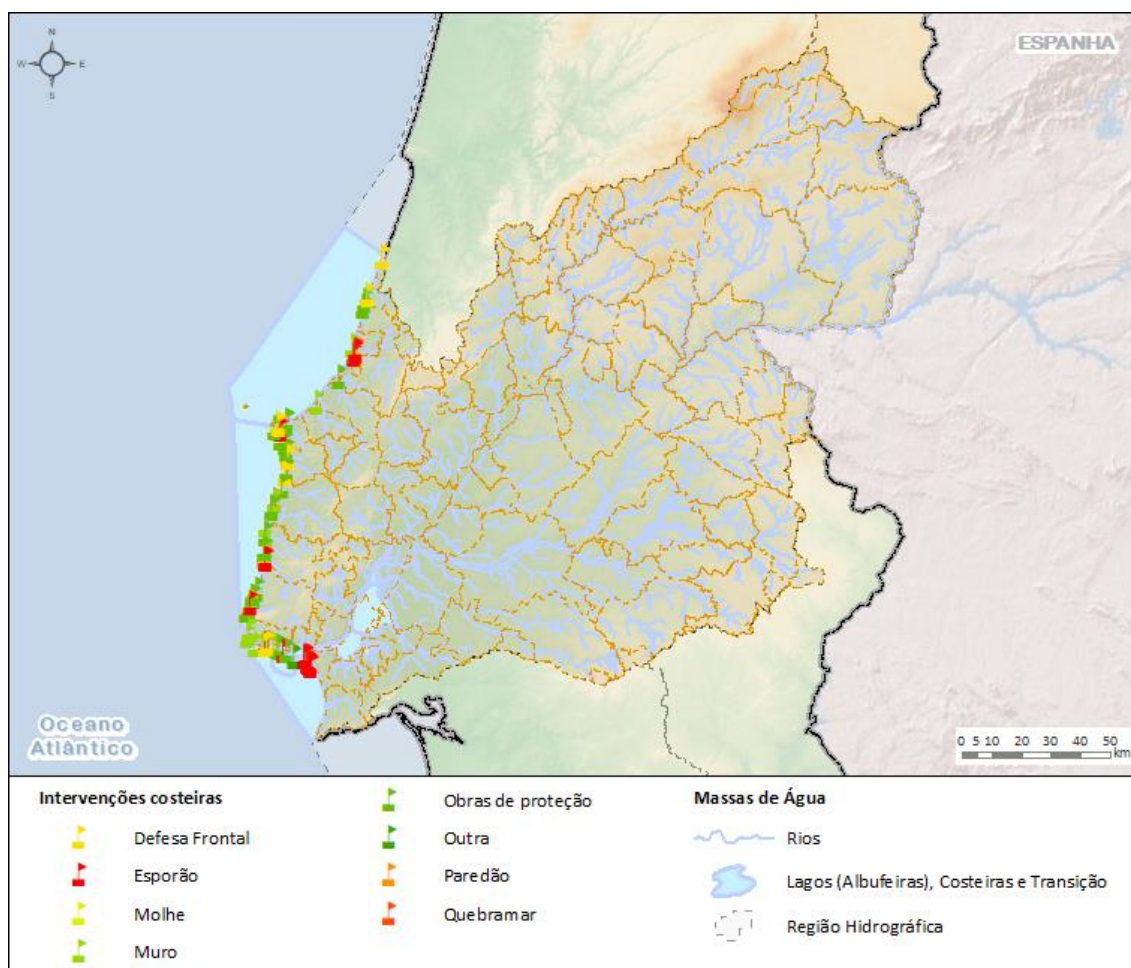 N
W E
S
ESPANHA
Oceano
Atlântico
0 5 10 20 30 40 50
km
Intervenções costeiras
Defesa Frontal
Esporão
Molhe
Muro
Obras de proteção
Outra
Paredão
Quebramar
Massas de Água
Rios
Lagos (Albufeiras), Costeiras e Transição
Região Hidrográfica